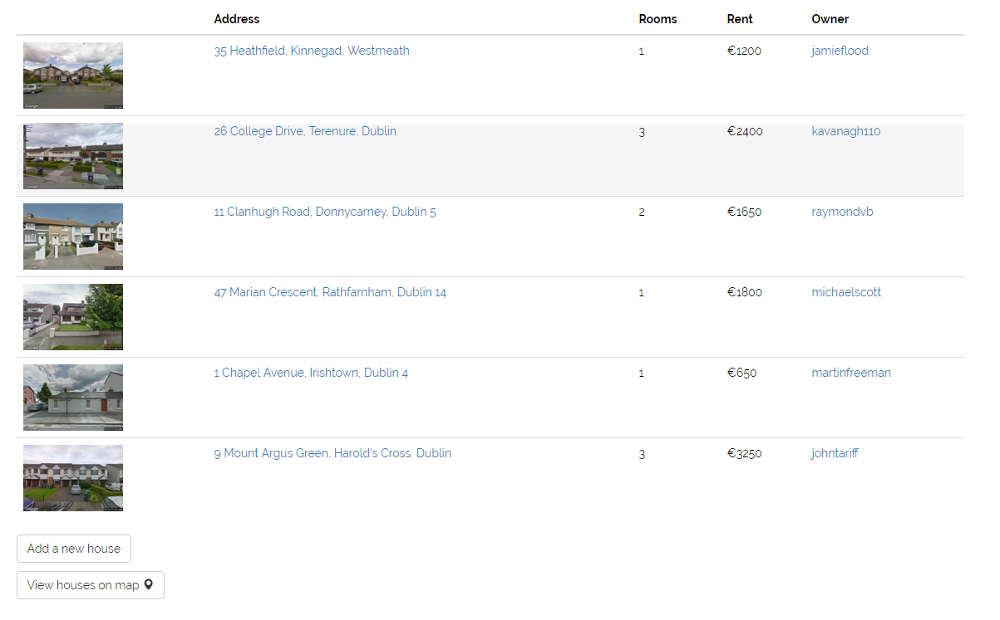 Address Rooms Rent Owner
35 Heathfield, Kinnegad, Westmeath 1 €1200 jamieflood
26 College Drive, Terenure, Dublin 3 €2400 kavanagh110
11 Clanhugh Road, Donnycarney, Dublin 5 2 €1650 raymondvb
47 Marian Crescent, Rathfarnham, Dublin 14 1 €1800 michaelscott
1 Chapel Avenue, Irishtown, Dublin 4 1 €650 martinfreeman
9 Mount Argus Green, Harold's Cross, Dublin 3 €3250 johntariff
Add a new house
View houses on map